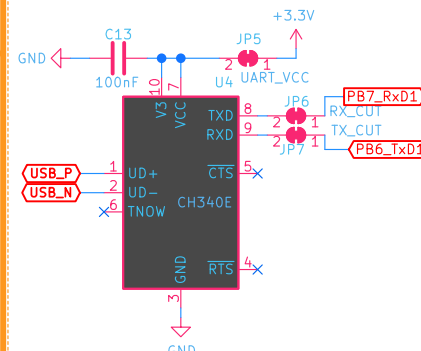 +3.3V
C13
JP5
GND
2
1
100nF
U4
UART_VCC
10
7
V3
VCC
TXD
8
JP6
PB7_RxD1
2
1
RX_CUT
RXD
9
TX_CUT
2
1
JP7
PB6_TxD1
USB_P
1
UD+
CTS
5
USB_N
2
UD-
6
TNOW
CH340E
GND
RTS
4
3
GND